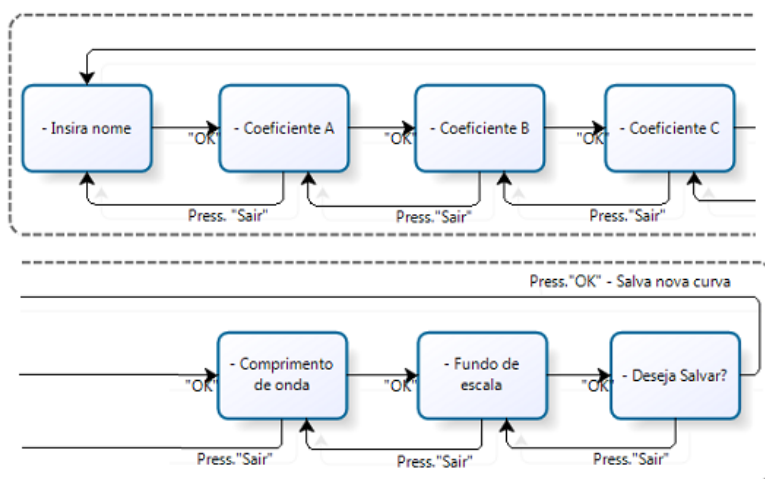 - Insira nome
"OK"
- Coeficiente A
"OK"
- Coeficiente B
"OK"
- Coeficiente C
Press. "Sair"
Press."Sair"
Press."Sair"
Press."OK" - Salva nova curva
"OK"
- Comprimento
de onda
"OK"
- Fundo de
escala
"OK"
- Deseja Salvar?
Press."Sair"
Press."Sair"
Press."Sair"